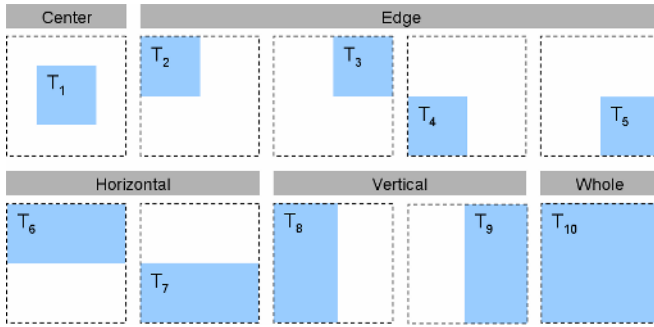 Center Edge
T1 T2 T3 T4 T5
Horizontal Vertical Whole
T6 T7 T8 T9 T10